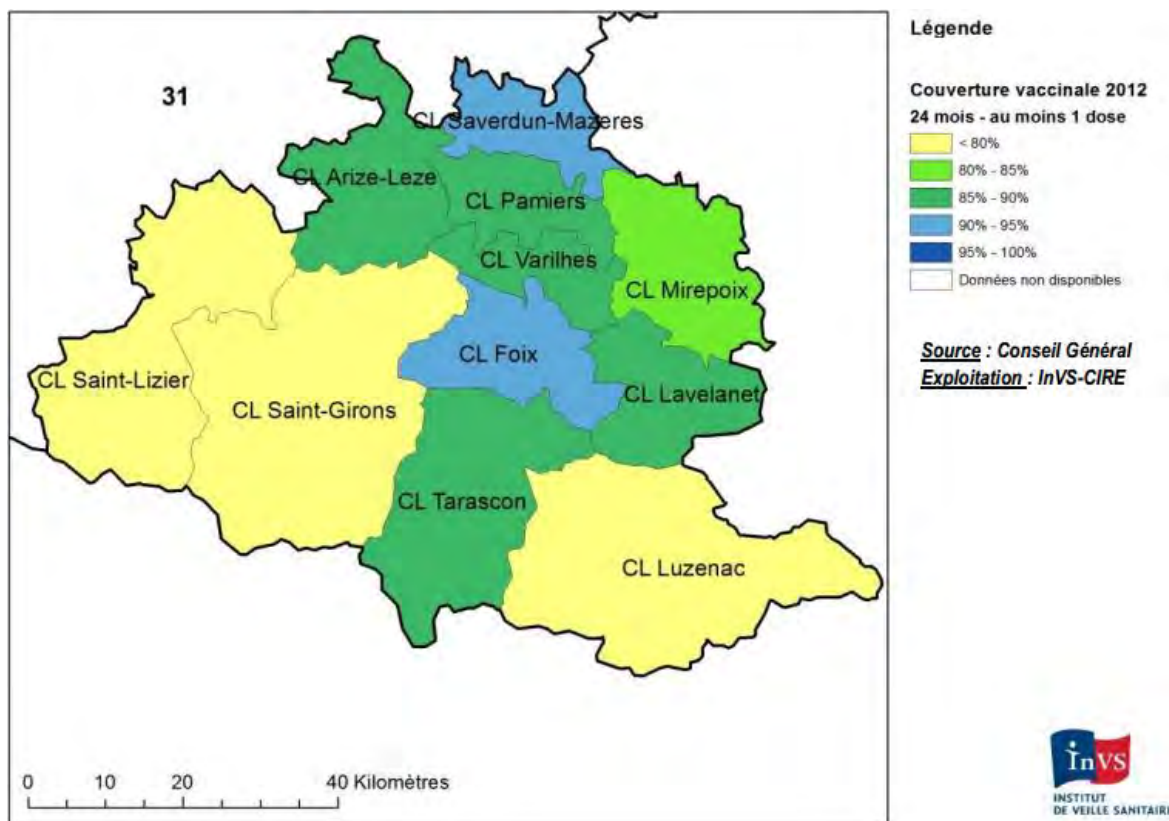 31
CL Saverdun-Mazeres
CL Arize-Leze
CL Pamiers
CL Varilhes
CL Mirepoix
CL Foix
CL Saint-Lizier
CL Lavelanet
CL Saint-Girons
CL Tarascon
CL Luzenac
0 10 20 40 Kilomètres
Légende
Couverture vaccinale 2012
24 mois - au moins 1 dose
< 80%
80% - 85%
85% - 90%
90% - 95%
95% - 100%
Données non disponibles
Source : Conseil Général
Exploitation : InVS-CIRE
InVS
INSTITUT
DE VEILLE SANITAIRE